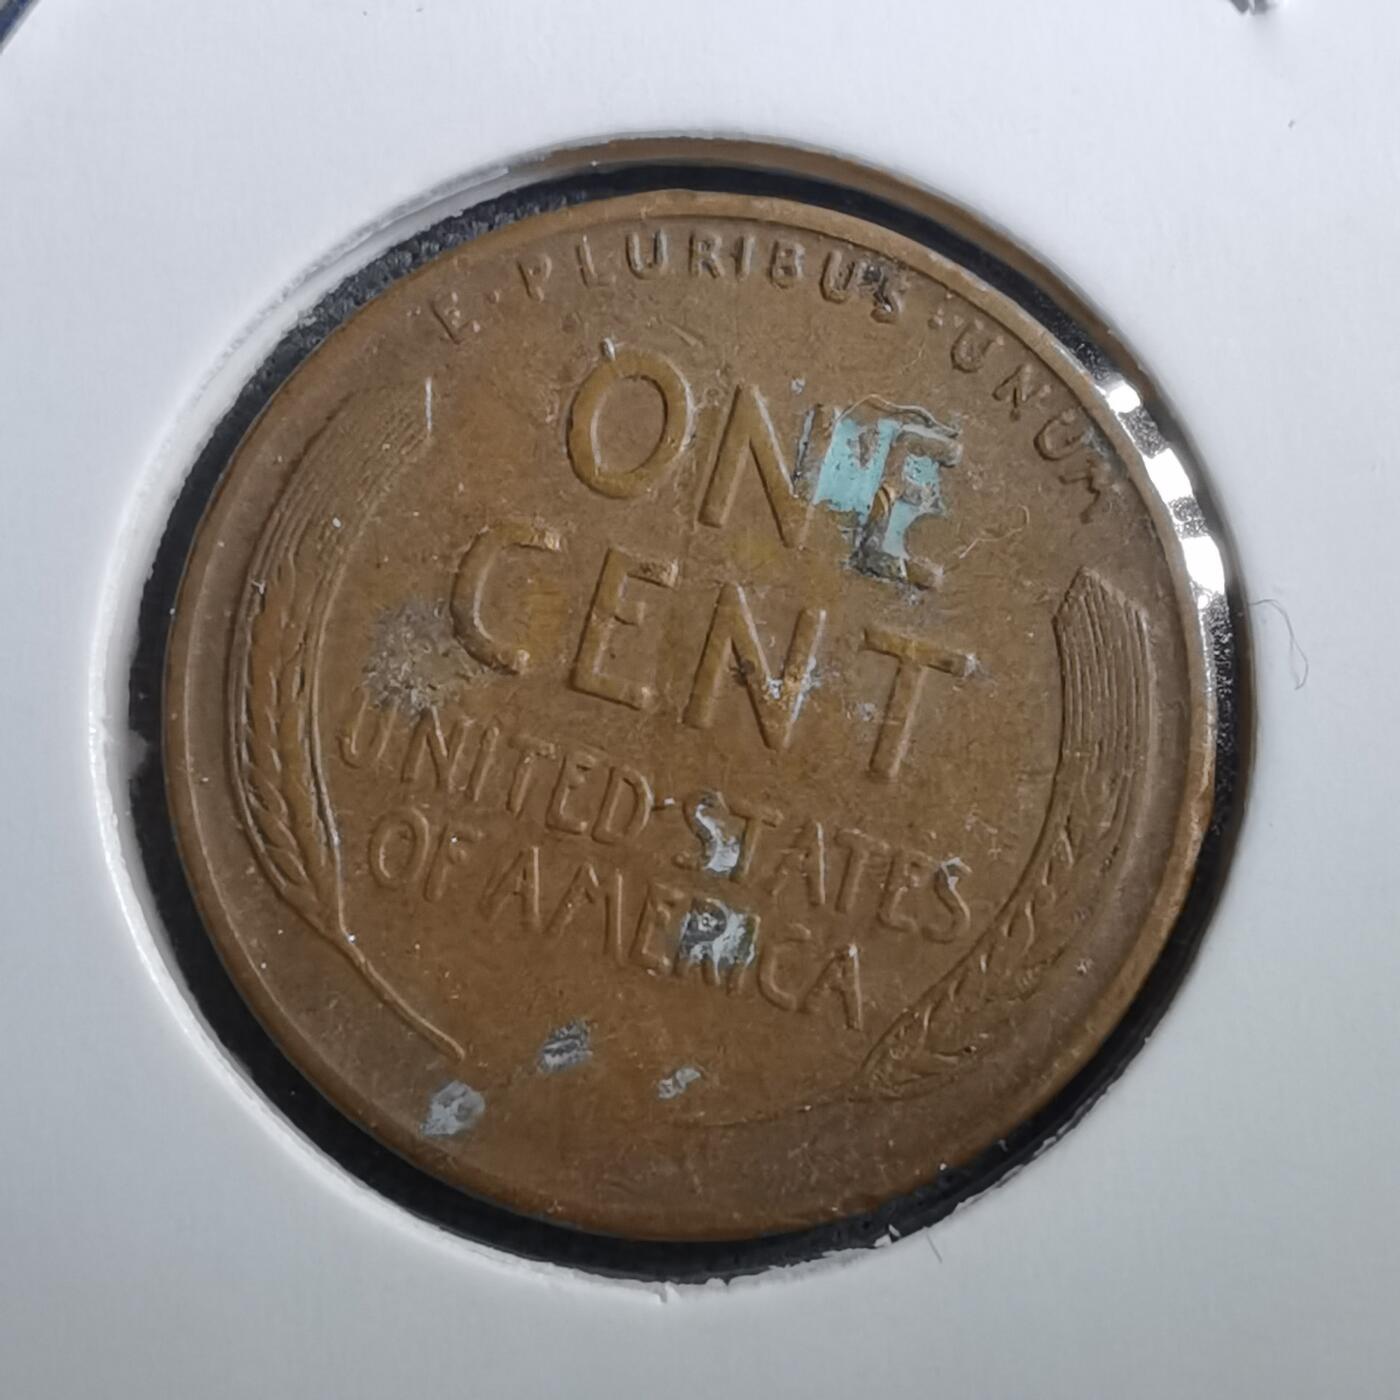 E·PLURIBUS·UNUM
ONE
CENT
UNITED·STATES
OF AMERICA